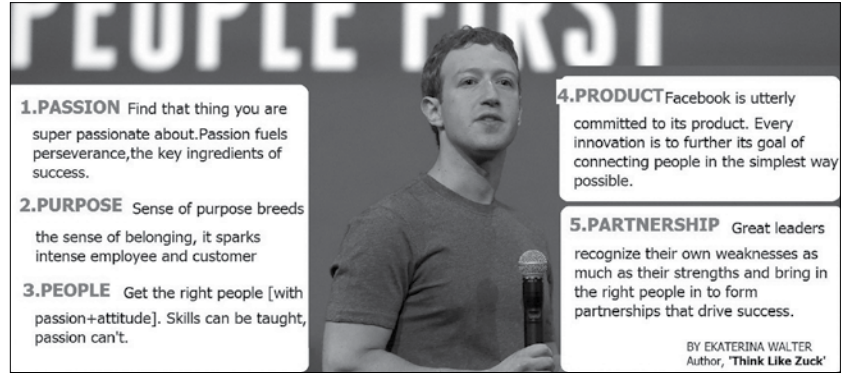 PEOPLE FIRST
1.PASSION Find that thing you are
super passionate about.Passion fuels
perseverance,the key ingredients of
success.
2.PURPOSE Sense of purpose breeds
the sense of belonging, it sparks
intense employee and customer
3.PEOPLE Get the right people [with
passion+attitude]. Skills can be taught,
passion can't.
4.PRODUCT Facebook is utterly
committed to its product. Every
innovation is to further its goal of
connecting people in the simplest way
possible.
5.PARTNERSHIP Great leaders
recognize their own weaknesses as
much as their strengths and bring in
the right people in to form
partnerships that drive success.
BY EKATERINA WALTER
Author, 'Think Like Zuck'